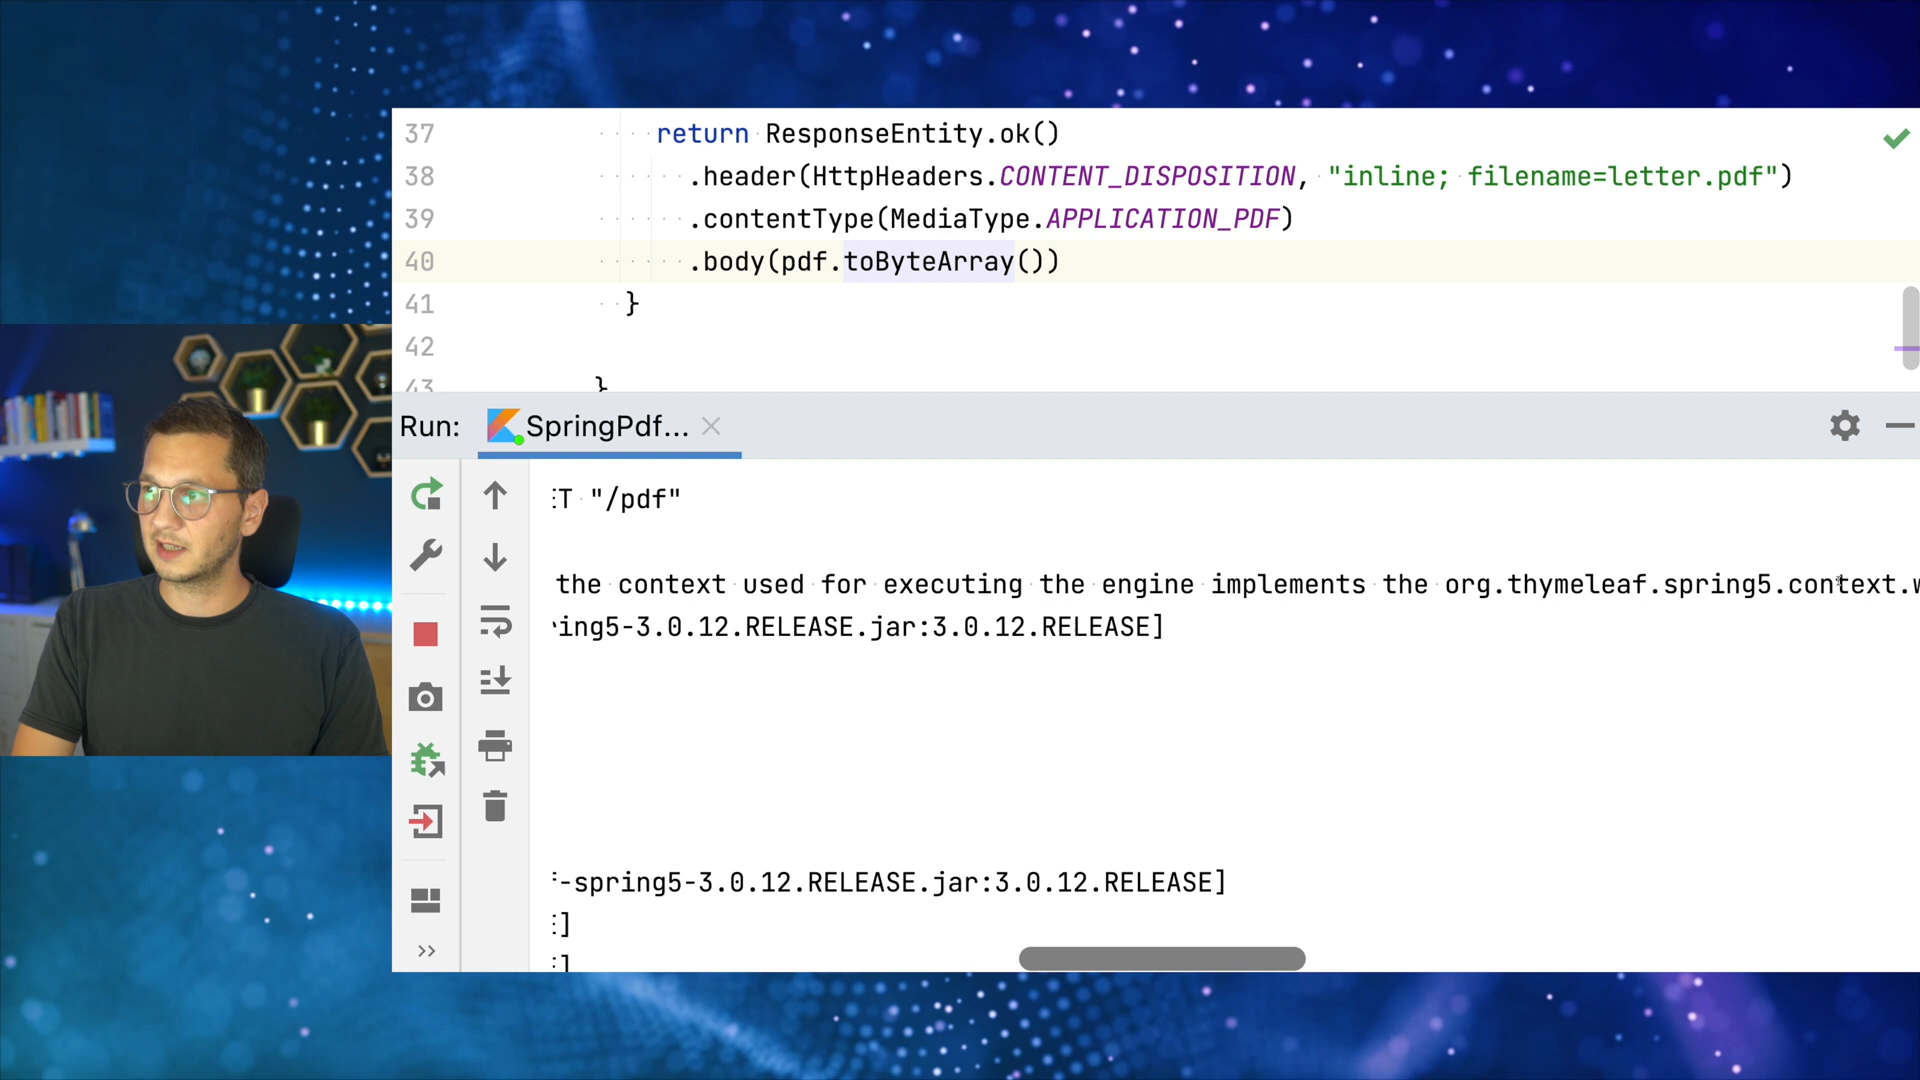 37 return ResponseEntity.ok()
38 .header(HttpHeaders.CONTENT_DISPOSITION, "inline; filename=letter.pdf")
39 .contentType(MediaType.APPLICATION_PDF)
40 .body(pdf.toByteArray())
41 }
42
43 }
Run: SpringPdf...
"/pdf"
the context used for executing the engine implements the org.thymeleaf.spring5.context.
ing5-3.0.12.RELEASE.jar:3.0.12.RELEASE]
-spring5-3.0.12.RELEASE.jar:3.0.12.RELEASE]
]
]